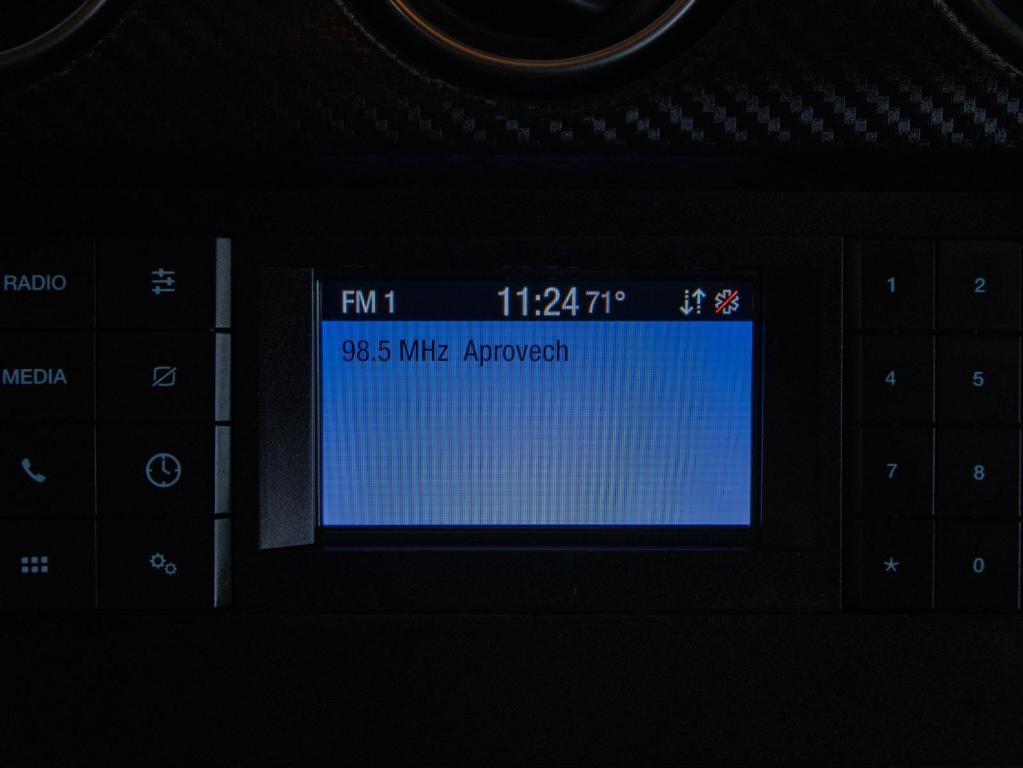 RADIO
MEDIA
FM 1 11:24 71°
98.5 MHz Aprovech
1 2
4 5
7 8
* 0